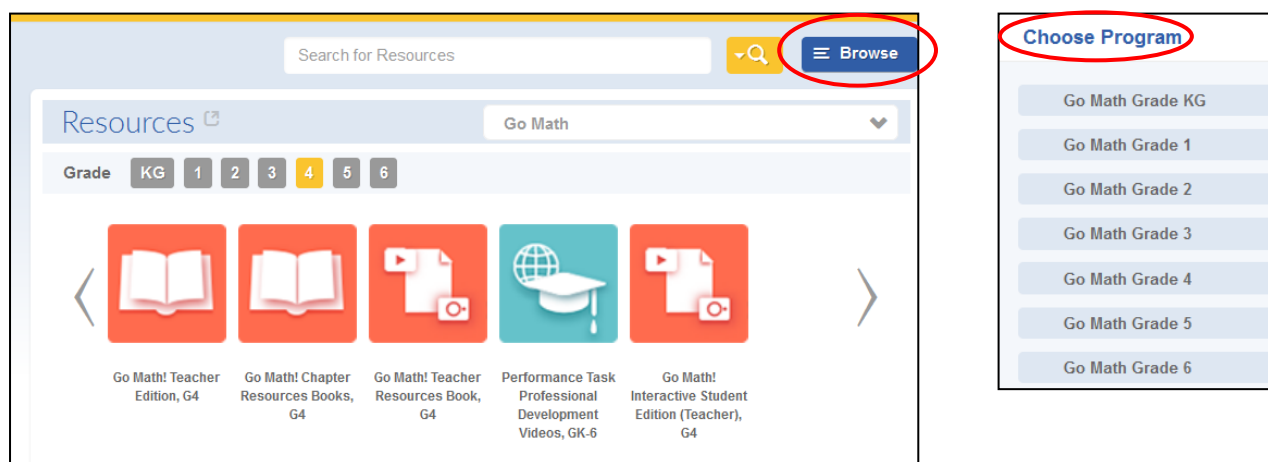 Search for Resources
Browse
Resources
Go Math
Grade KG 1 2 3 4 5 6
Go Math! Teacher
Edition, G4
Go Math! Chapter
Resources Books,
G4
Go Math! Teacher
Resources Book,
G4
Performance Task
Professional
Development
Videos, GK-6
Go Math!
Interactive Student
Edition (Teacher),
G4
Choose Program
Go Math Grade KG
Go Math Grade 1
Go Math Grade 2
Go Math Grade 3
Go Math Grade 4
Go Math Grade 5
Go Math Grade 6